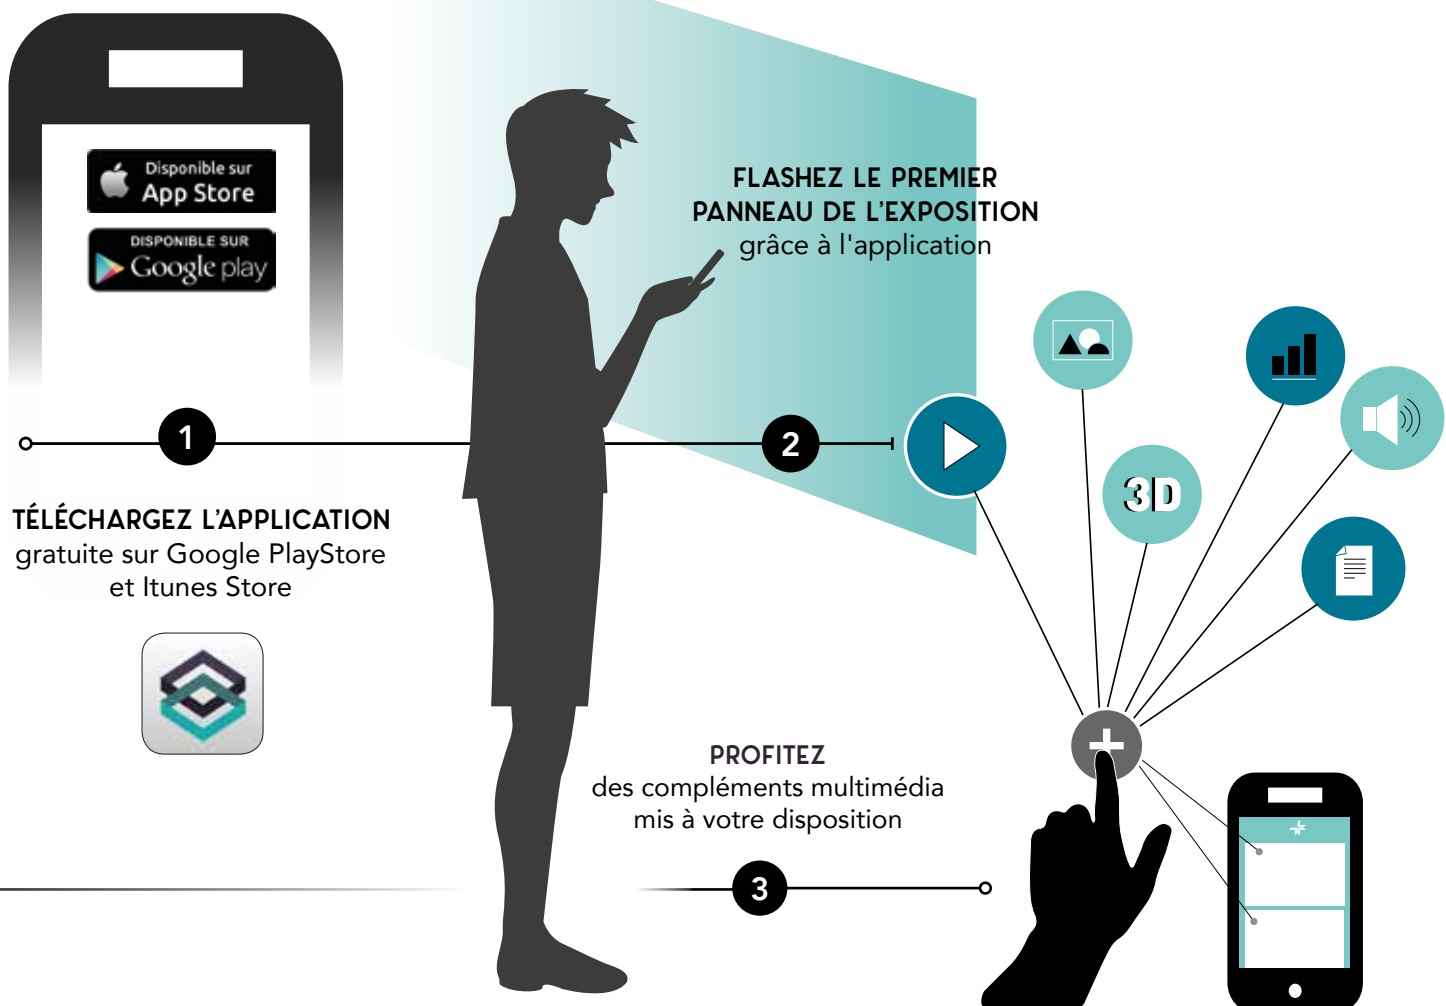 Disponible sur
App Store
DISPONIBLE SUR
Google play
FLASHEZ LE PREMIER
PANNEAU DE L'EXPOSITION
grâce à l'application
1
2
3D
TÉLÉCHARGEZ L'APPLICATION
gratuite sur Google PlayStore
et Itunes Store
PROFITEZ
des compléments multimédia
mis à votre disposition
3